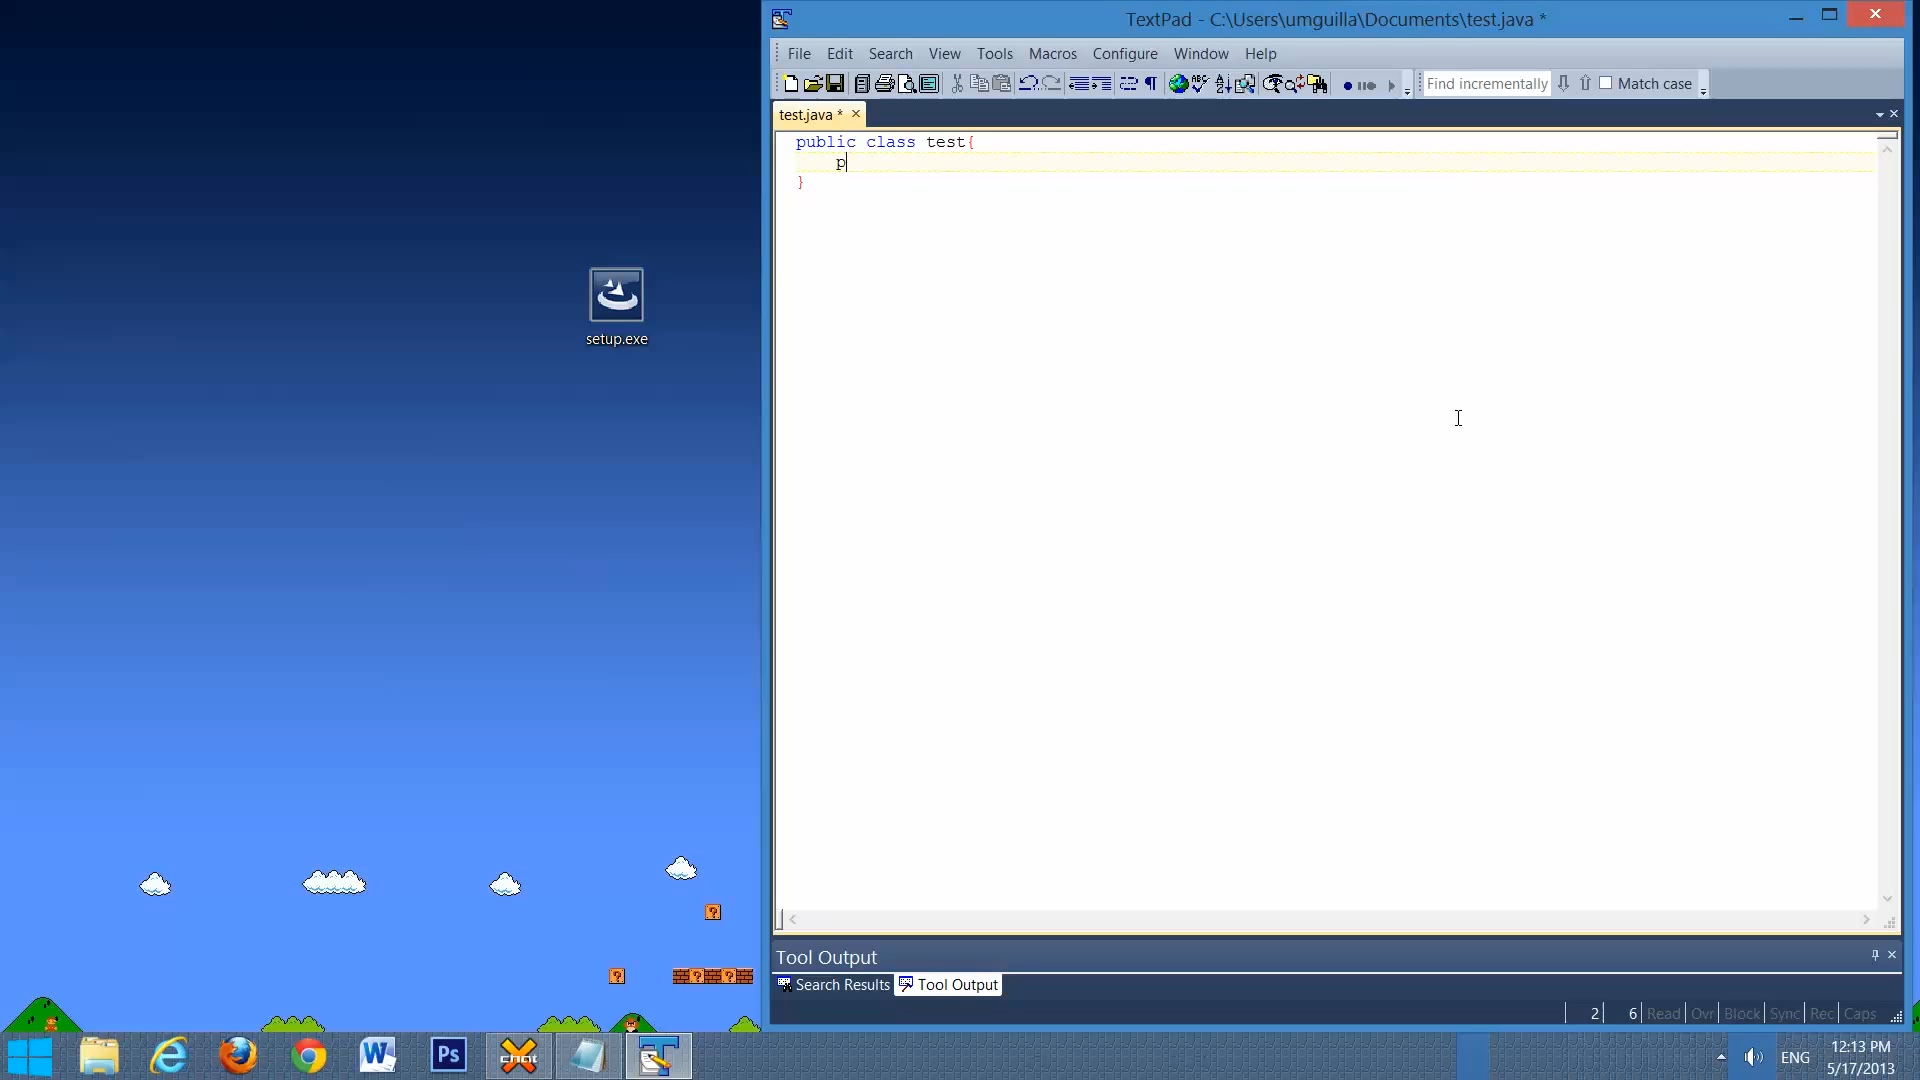 TextPad - C:\Users\umguilla\Documents\test.java *
File Edit Search View Tools Macros Configure Window Help
Find incrementally Match case
test.java *
public class test{
p
}
setup.exe
? 
? ? ?
Tool Output
Search Results Tool Output
2 6 Read Ovr Block Sync Rec Caps
W Ps chat ENG 12:13 PM
5/17/2013